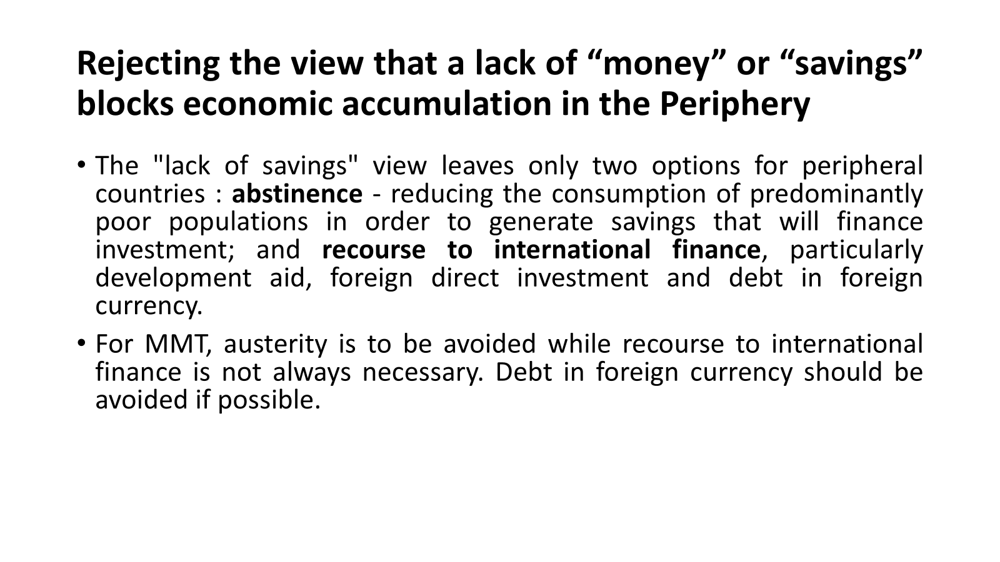 Rejecting the view that a lack of “money” or “savings”
blocks economic accumulation in the Periphery
• The "lack of savings" view leaves only two options for peripheral
countries : abstinence - reducing the consumption of predominantly
poor populations in order to generate savings that will finance
investment; and recourse to international finance, particularly
development aid, foreign direct investment and debt in foreign
currency.
• For MMT, austerity is to be avoided while recourse to international
finance is not always necessary. Debt in foreign currency should be
avoided if possible.